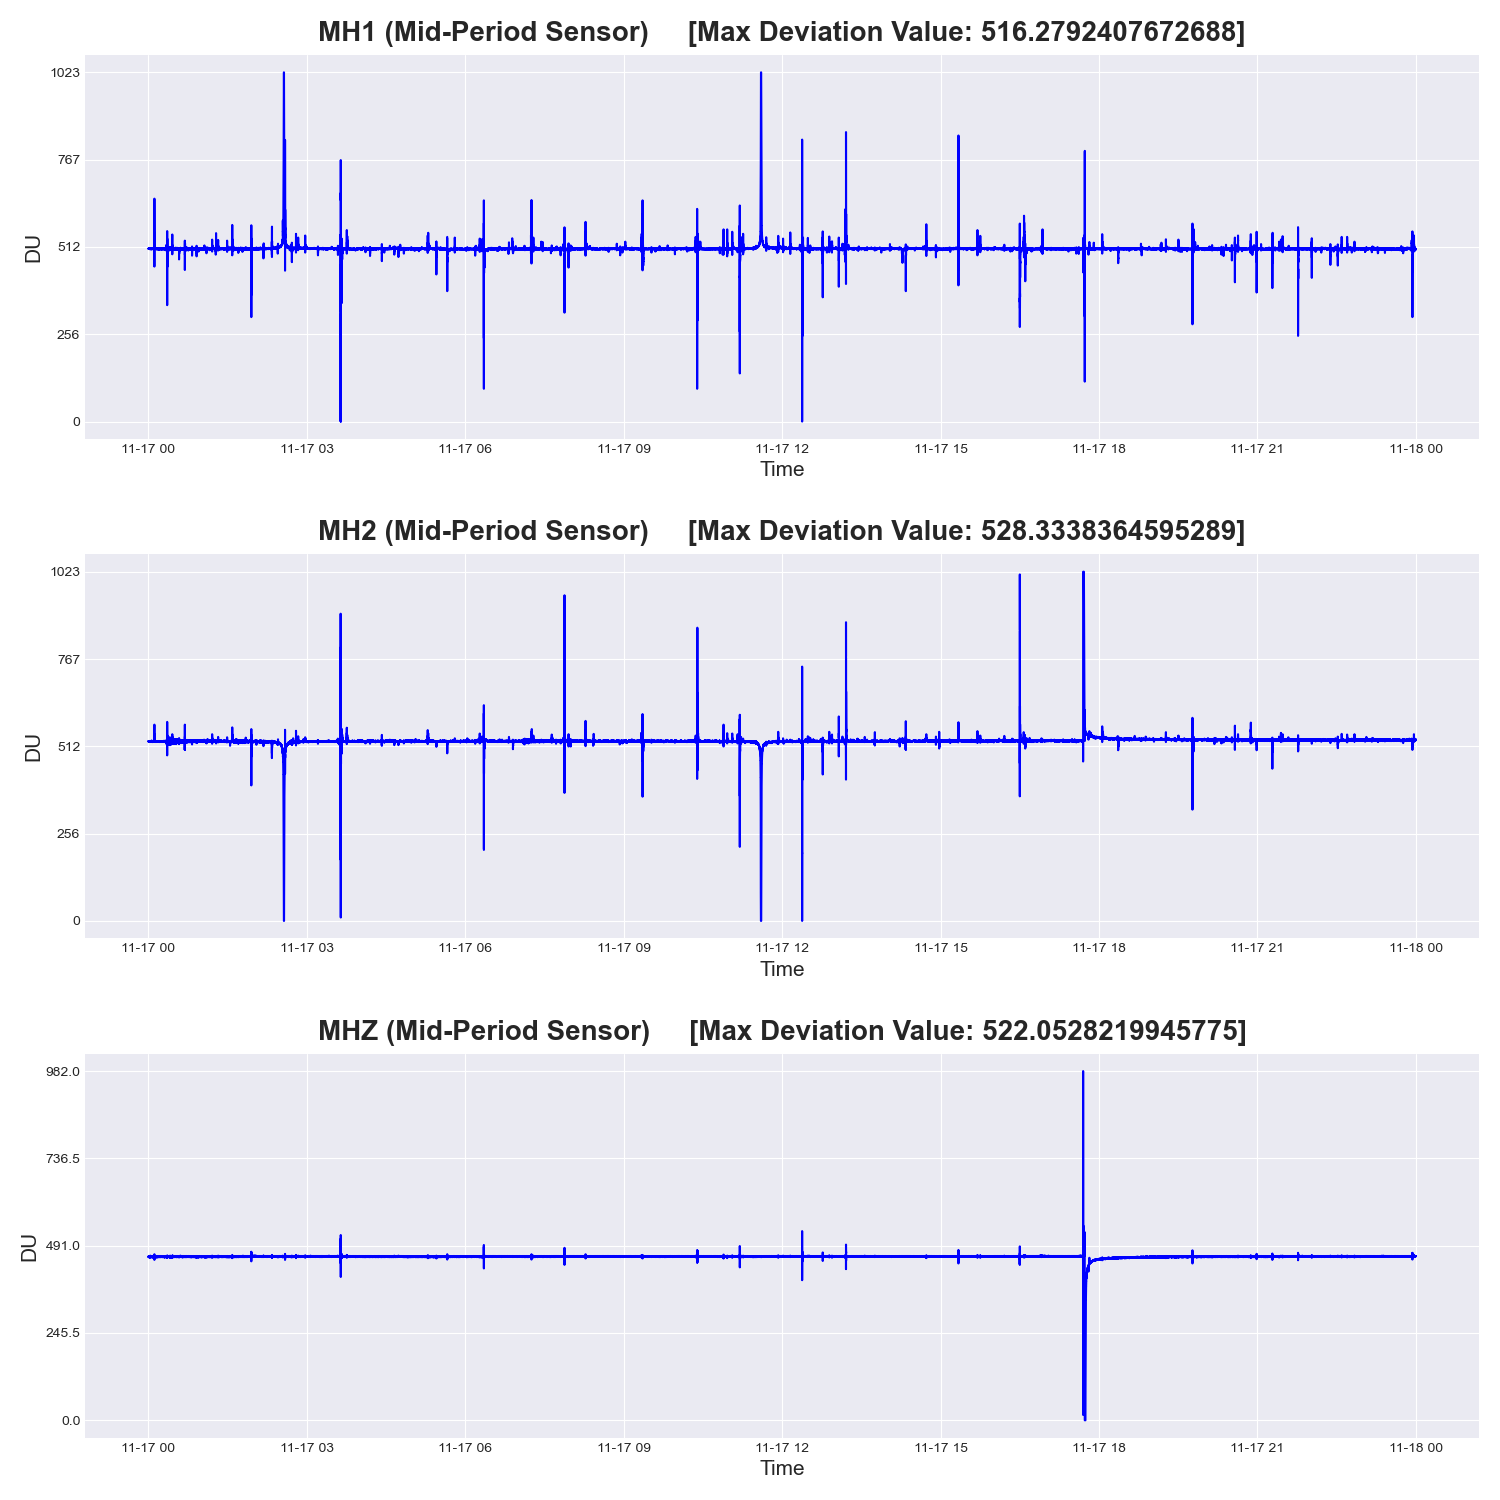 MH1 (Mid-Period Sensor) [Max Deviation Value: 516.2792407672688]
1023
767
512
256
0
DU
11-17 00 11-17 03 11-17 06 11-17 09 11-17 12 11-17 15 11-17 18 11-17 21 11-18 00
Time
MH2 (Mid-Period Sensor) [Max Deviation Value: 528.3338364595289]
1023
767
512
256
0
DU
11-17 00 11-17 03 11-17 06 11-17 09 11-17 12 11-17 15 11-17 18 11-17 21 11-18 00
Time
MHZ (Mid-Period Sensor) [Max Deviation Value: 522.0528219945775]
982.0
736.5
491.0
245.5
0.0
DU
11-17 00 11-17 03 11-17 06 11-17 09 11-17 12 11-17 15 11-17 18 11-17 21 11-18 00
Time